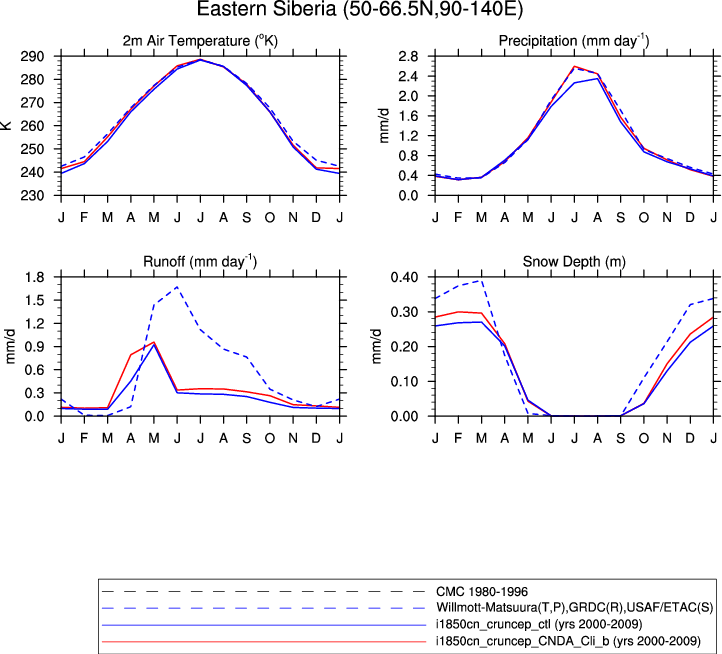 Eastern Siberia (50-66.5N,90-140E)
2m Air Temperature (°K)
Precipitation (mm day⁻¹)
290
280
270
260
250
240
230
K
J F M A M J J A S O N D J
2.8
2.4
2.0
1.6
1.2
0.8
0.4
0.0
mm/d
J F M A M J J A S O N D J
Runoff (mm day⁻¹)
Snow Depth (m)
1.8
1.5
1.2
0.9
0.6
0.3
0.0
mm/d
J F M A M J J A S O N D J
0.40
0.30
0.20
0.10
0.00
mm/d
J F M A M J J A S O N D J
CMC 1980-1996
Willmott-Matsuura(T,P),GRDC(R),USAF/ETAC(S)
i1850cn_cruncep_ctl (yrs 2000-2009)
i1850cn_cruncep_CNDA_Cli_b (yrs 2000-2009)